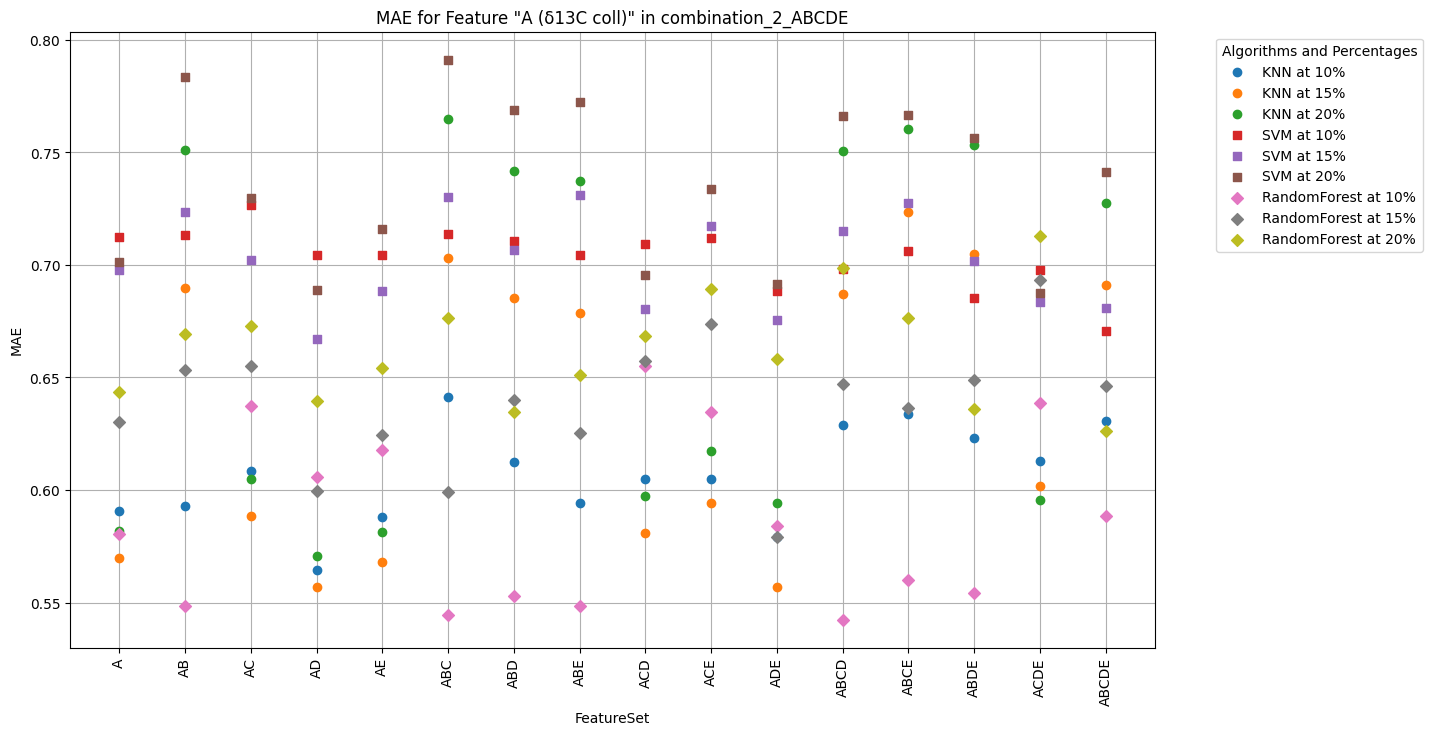 MAE for Feature "A (δ13C coll)" in combination_2_ABCDE
MAE
0.80
0.75
0.70
0.65
0.60
0.55
A
AB
AC
AD
AE
ABC
ABD
ABE
ACD
ACE
ADE
ABCD
ABCE
ABDE
ACDE
ABCDE
FeatureSet
Algorithms and Percentages
KNN at 10%
KNN at 15%
KNN at 20%
SVM at 10%
SVM at 15%
SVM at 20%
RandomForest at 10%
RandomForest at 15%
RandomForest at 20%